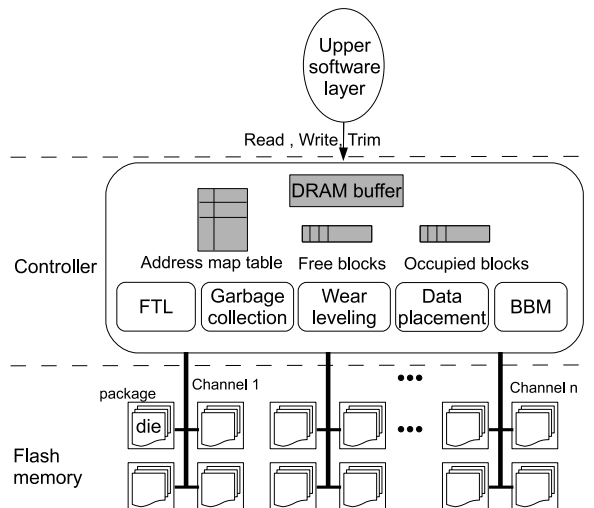 Upper
software
layer
Read , Write, Trim
DRAM buffer
Address map table
Free blocks
Occupied blocks
Controller
FTL
Garbage
collection
Wear
leveling
Data
placement
BBM
package
Channel 1
•••
Channel n
die
•••
Flash
memory